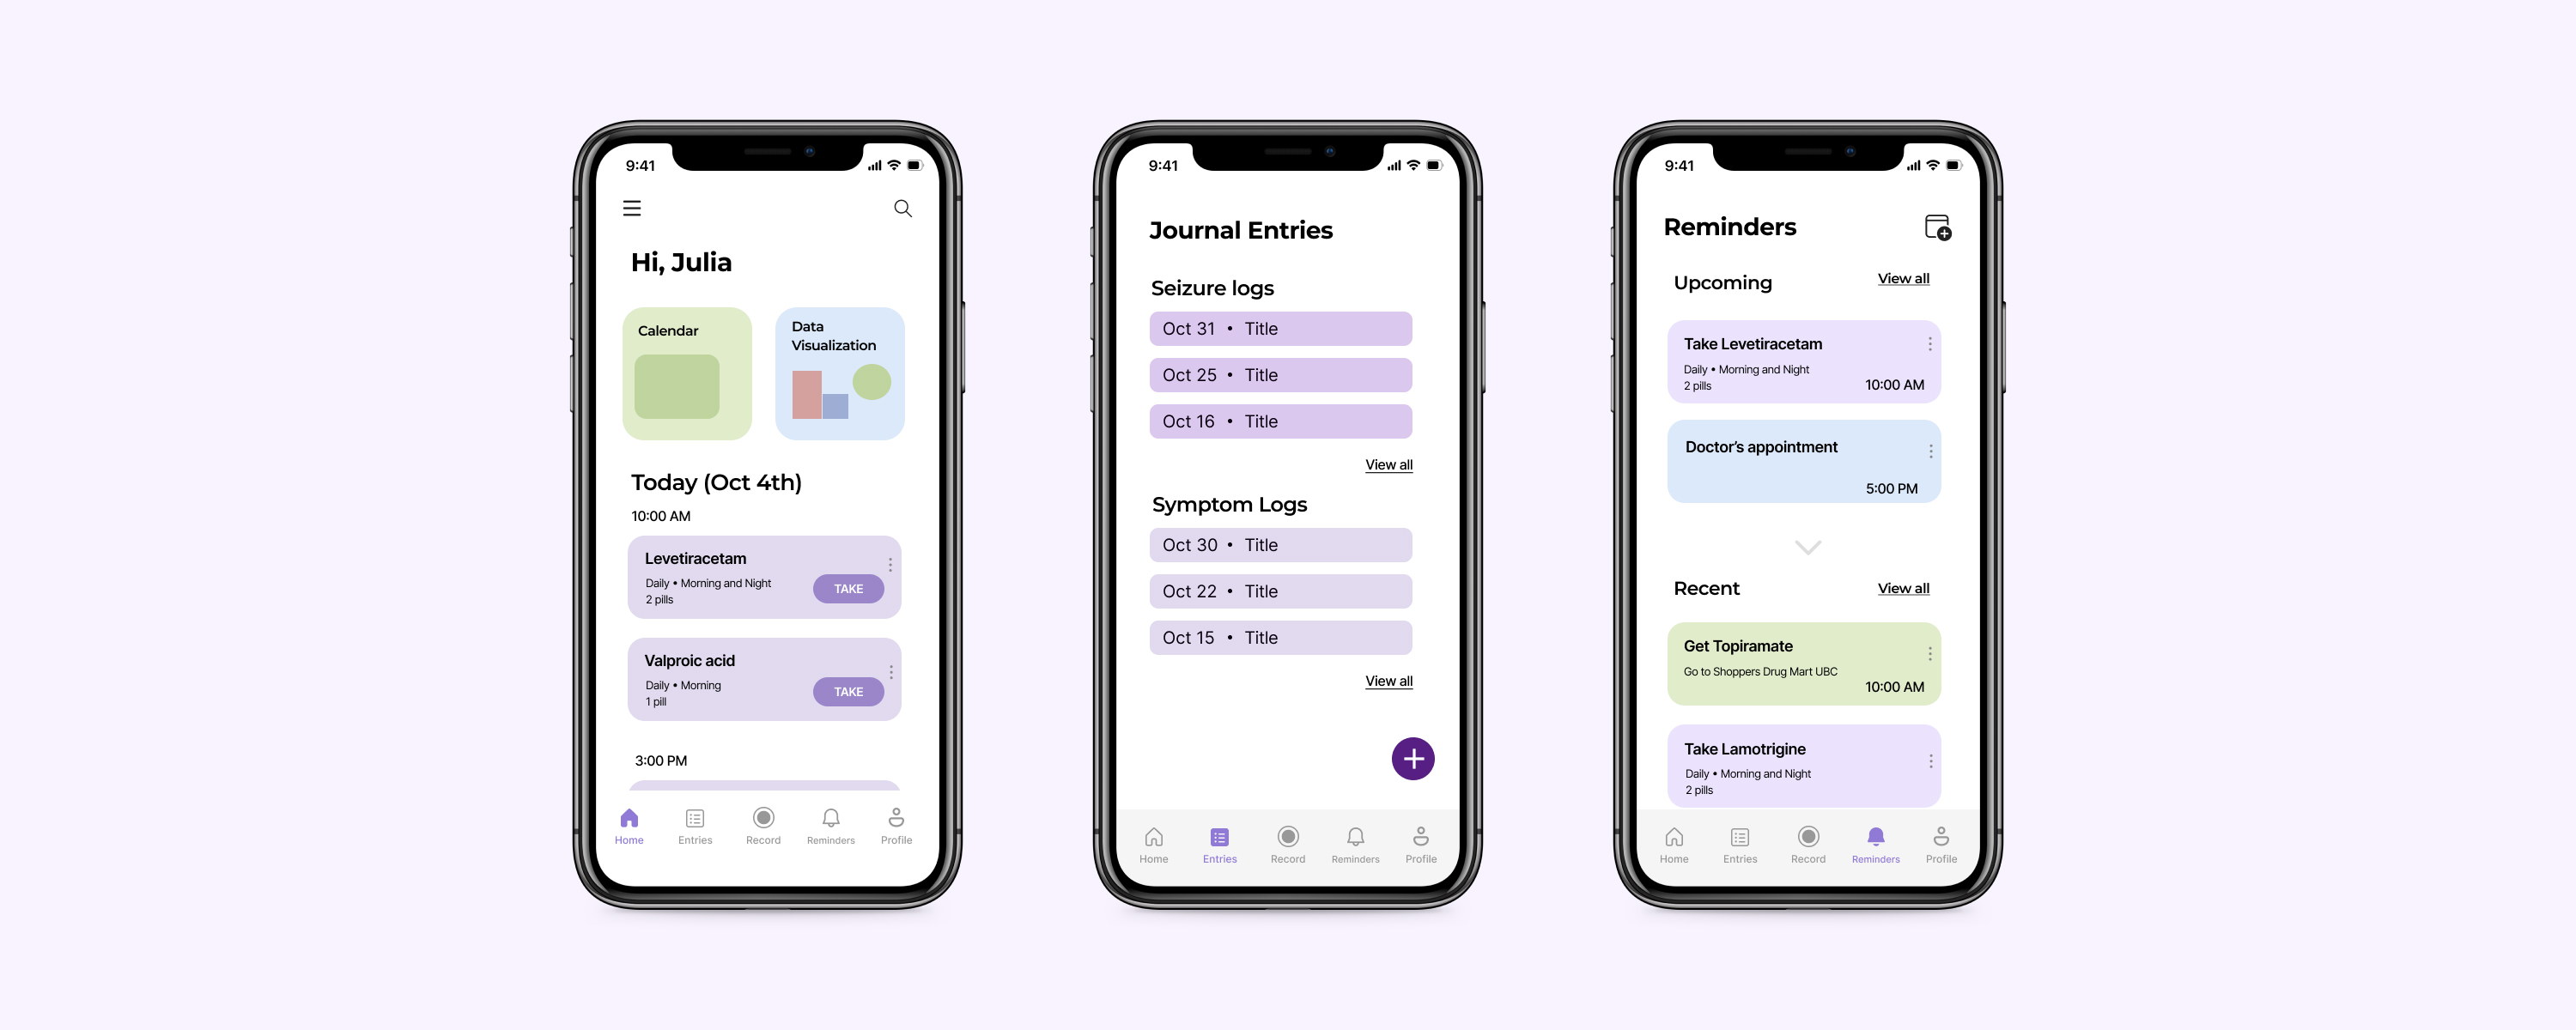 9:41
Hi, Julia
Calendar
Data
Visualization
Today (Oct 4th)
10:00 AM
Levetiracetam
Daily • Morning and Night
2 pills
TAKE
Valproic acid
Daily • Morning
1 pill
TAKE
3:00 PM
Home
Entries
Record
Reminders
Profile
9:41
Journal Entries
Seizure logs
Oct 31 • Title
Oct 25 • Title
Oct 16 • Title
View all
Symptom Logs
Oct 30 • Title
Oct 22 • Title
Oct 15 • Title
View all
Home
Entries
Record
Reminders
Profile
9:41
Reminders
Upcoming
View all
Take Levetiracetam
Daily • Morning and Night
2 pills
10:00 AM
Doctor’s appointment
5:00 PM
Recent
View all
Get Topiramate
Go to Shoppers Drug Mart UBC
10:00 AM
Take Lamotrigine
Daily • Morning and Night
2 pills
Home
Entries
Record
Reminders
Profile